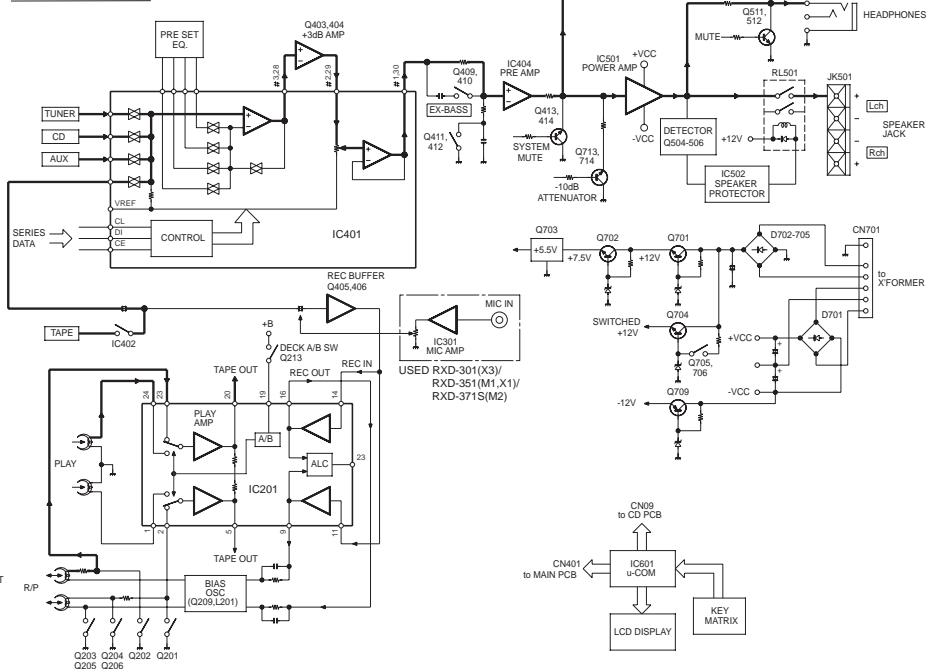 PRE SET
EQ.
Q403,404
+3dB AMP
#3,28
#2,29
#1,30
TUNER
CD
AUX
VREF
CL
DI
CE
SERIES
DATA
CONTROL
IC401
Q409,
410
EX-BASS
Q411,
412
IC404
PRE AMP
Q413,
414
SYSTEM
MUTE
Q713,
714
-10dB
ATTENUATOR
IC501
POWER AMP
+VCC
-VCC
MUTE
Q511,
512
HEADPHONES
DETECTOR
Q504-506
+12V
RL501
IC502
SPEAKER
PROTECTOR
JK501
+
-
-
+
Lch
SPEAKER
JACK
Rch
Q703
+5.5V
+7.5V
Q702
+12V
Q701
D702-705
CN701
to
X'FORMER
SWITCHED
+12V
Q704
Q705,
706
D701
+VCC
-VCC
-12V
Q709
TAPE
IC402
REC BUFFER
Q405,406
+B
DECK A/B SW
Q213
MIC IN
IC301
MIC AMP
USED RXD-301(X3)/
RXD-351(M1,X1)/
RXD-371S(M2)
TAPE OUT
REC OUT
REC IN
24
23
20
19
16
14
PLAY
AMP
A/B
ALC
23
IC201
PLAY
1
2
5
9
11
TAPE OUT
R/P
T
BIAS
OSC
(Q209,L201)
Q203
Q205
Q204
Q206
Q202
Q201
CN09
to CD PCB
CN401
to MAIN PCB
IC601
u-COM
LCD DISPLAY
KEY
MATRIX